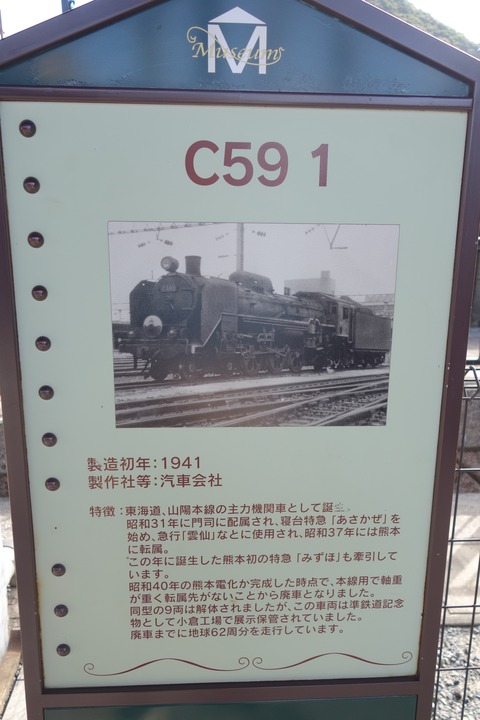 Museum
M
C59 1
製造初年：1941
製作社等：汽車会社
特徴：東海道、山陽本線の主力機関車として誕
昭和31年に門司に配属され、寝台特急「あさかぜ」を
始め、急行「雲仙」なとに使用され、昭和37年には熊本
に転属。
この年に誕生した熊本初の特急「みずほ」も牽引して
います。
昭和40年の熊本電化か完成した時点で、本線用で軸重
が重く転属先がないことから廃車となりました。
同型の9両は解体されましたが、この車両は準鉄道記念
物として小倉工場で展示保管されていました。
廃車までに地球62周分を走行しています。